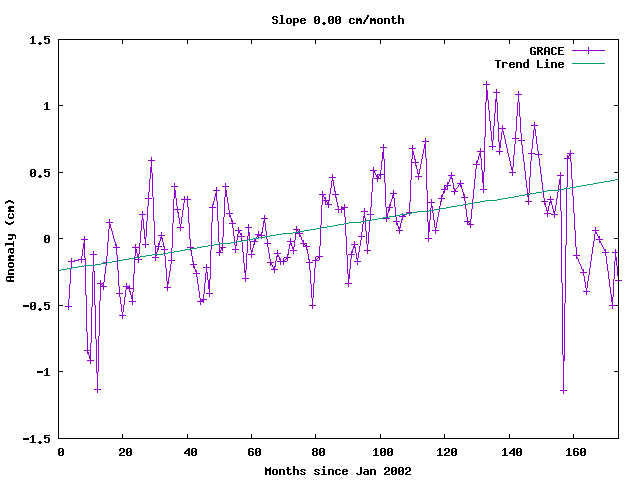 Slope 0.00 cm/month
GRACE
Trend Line
1.5
1
0.5
0
-0.5
-1
-1.5
Anomaly (cm)
0 20 40 60 80 100 120 140 160
Months since Jan 2002